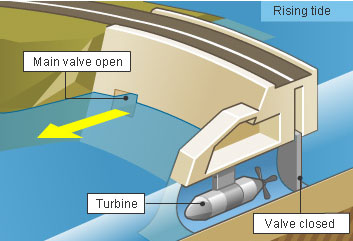 Rising tide
Main valve open
Turbine
Valve closed